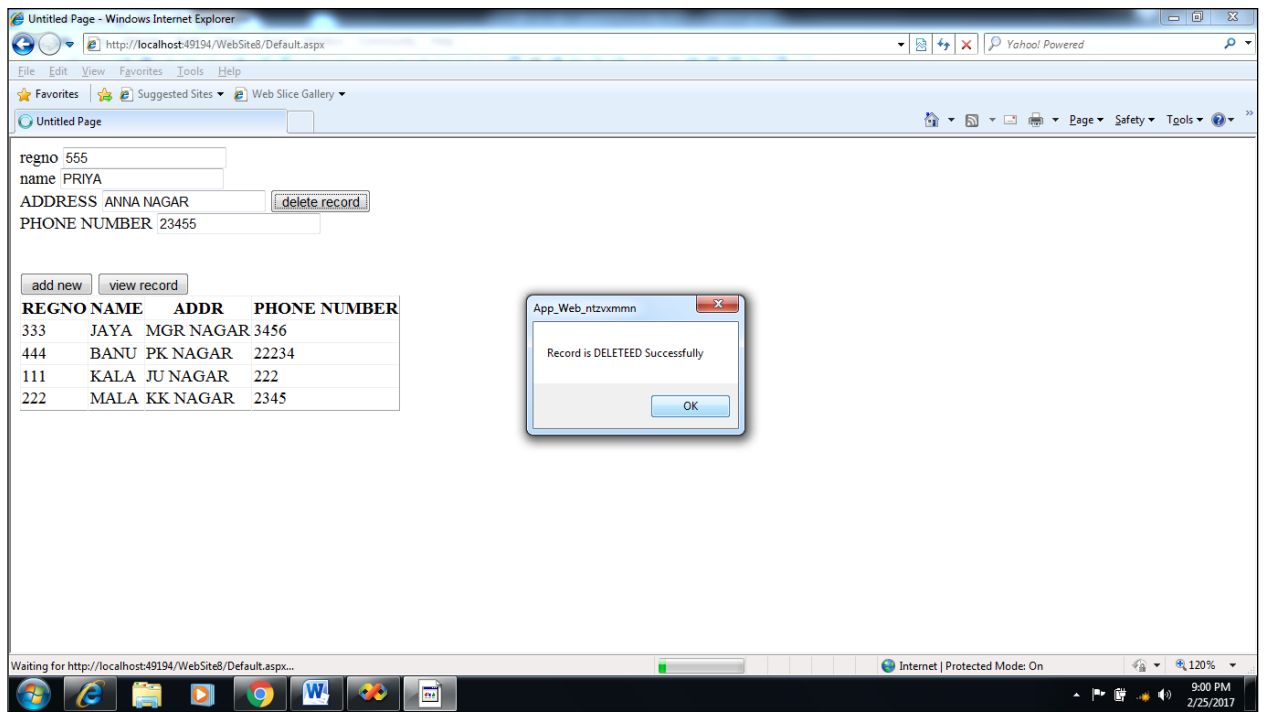 Untitled Page - Windows Internet Explorer
http://localhost:49194/WebSite8/Default.aspx
Yahoo! Powered
File Edit View Favorites Tools Help
Favorites Suggested Sites Web Slice Gallery
Untitled Page
Page Safety Tools »
regno 555
name PRIYA
ADDRESS ANNA NAGAR delete record
PHONE NUMBER 23455
add new view record
REGNO NAME ADDR PHONE NUMBER
333 JAYA MGR NAGAR 3456
444 BANU PK NAGAR 22234
111 KALA JU NAGAR 222
222 MALA KK NAGAR 2345
App_Web_ntzvxmmn
Record is DELETEED Successfully
OK
Waiting for http://localhost:49194/WebSite8/Default.aspx...
Internet | Protected Mode: On
120%
9:00 PM
2/25/2017